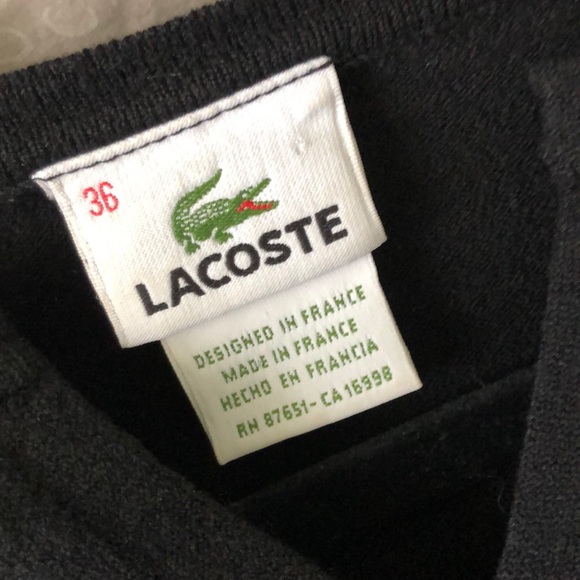 36
LACOSTE
DESIGNED IN FRANCE
MADE IN FRANCE
HECHO EN FRANCIA
RN 87651-CA 16998